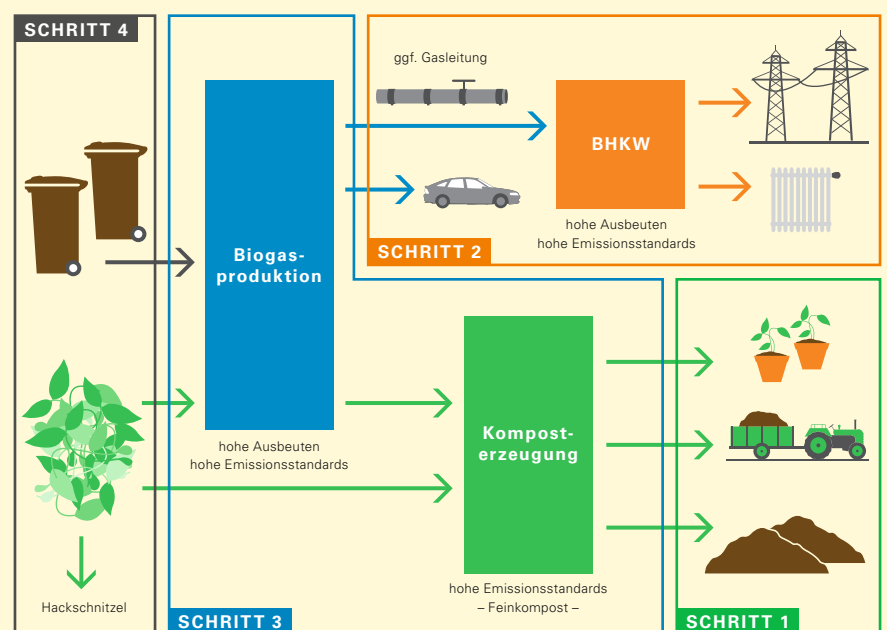 SCHRITT 4
ggf. Gasleitung
BHKW
hohe Ausbeuten
hohe Emissionsstandards
SCHRITT 2
Biogas-
produktion
hohe Ausbeuten
hohe Emissionsstandards
Kompost-
erzeugung
hohe Emissionsstandards
– Feinkompost –
Hackschnitzel
SCHRITT 3
SCHRITT 1